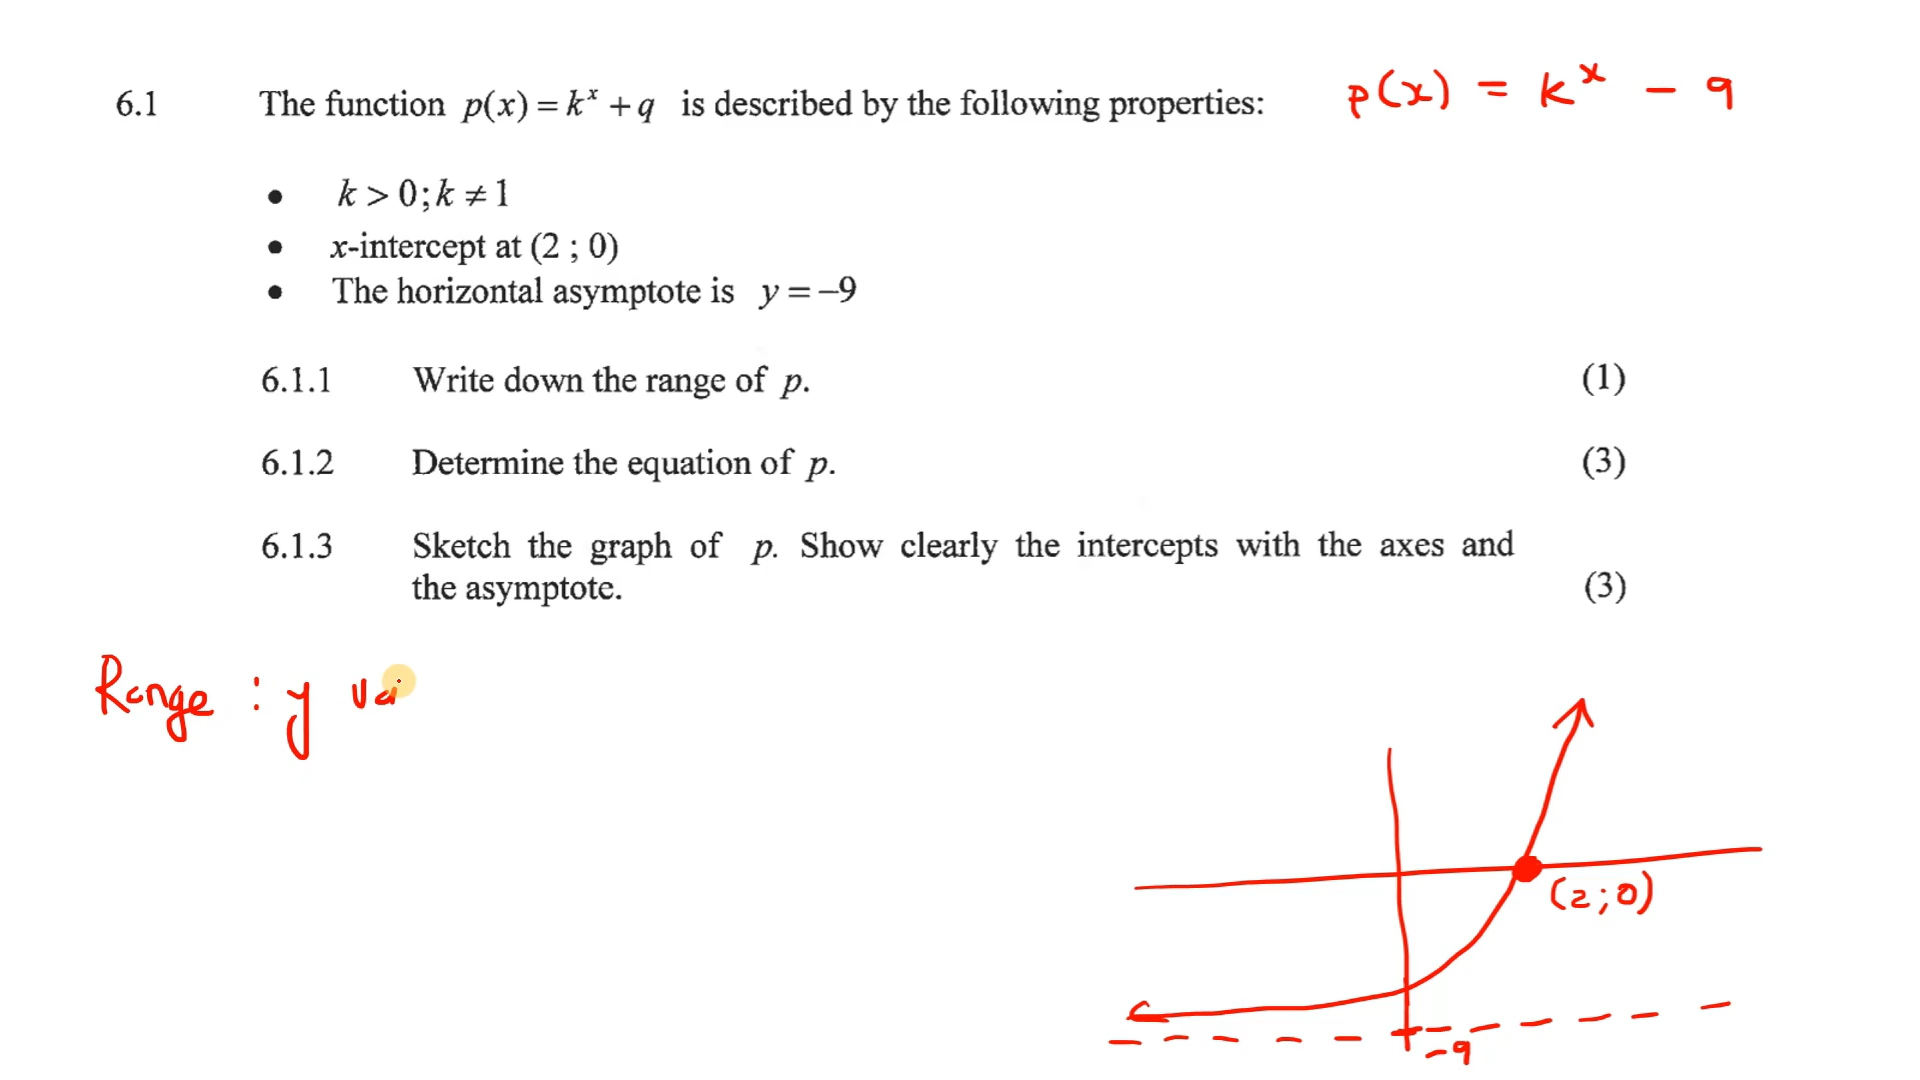 6.1 The function p(x) = kˣ + q is described by the following properties: p(x) = kˣ - 9
• k > 0; k ≠ 1
• x-intercept at (2 ; 0)
• The horizontal asymptote is y = –9
6.1.1 Write down the range of p. (1)
6.1.2 Determine the equation of p. (3)
6.1.3 Sketch the graph of p. Show clearly the intercepts with the axes and
the asymptote. (3)
Range : y
(2;0)
-9